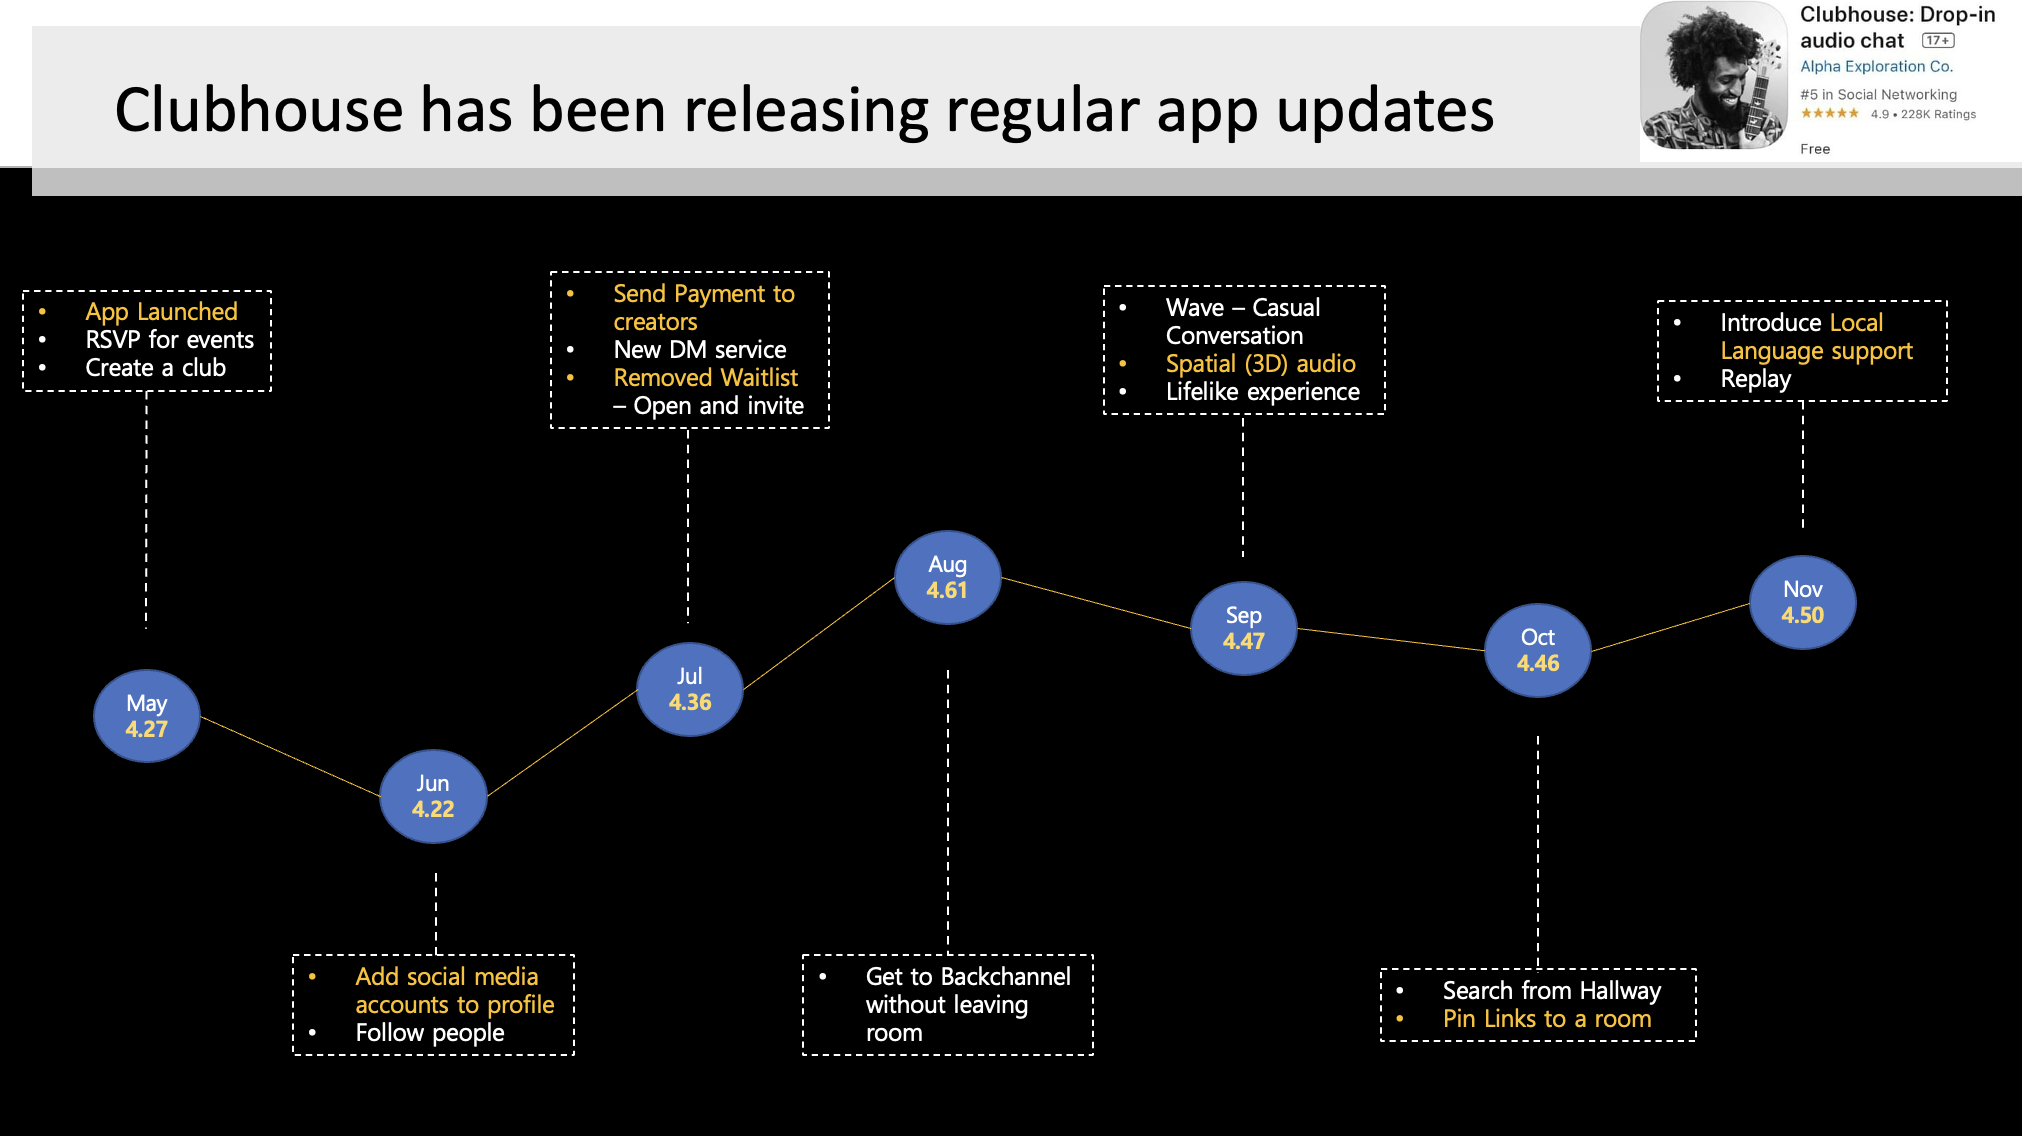 Clubhouse has been releasing regular app updates
Clubhouse: Drop-in
audio chat 17+
Alpha Exploration Co.
#5 in Social Networking
★★★★★ 4.9 • 228K Ratings
Free
• App Launched
• RSVP for events
• Create a club
• Send Payment to
creators
• New DM service
• Removed Waitlist
– Open and invite
• Wave – Casual
Conversation
• Spatial (3D) audio
• Lifelike experience
• Introduce Local
Language support
• Replay
May
4.27
Jun
4.22
Jul
4.36
Aug
4.61
Sep
4.47
Oct
4.46
Nov
4.50
• Add social media
accounts to profile
• Follow people
• Get to Backchannel
without leaving
room
• Search from Hallway
• Pin Links to a room